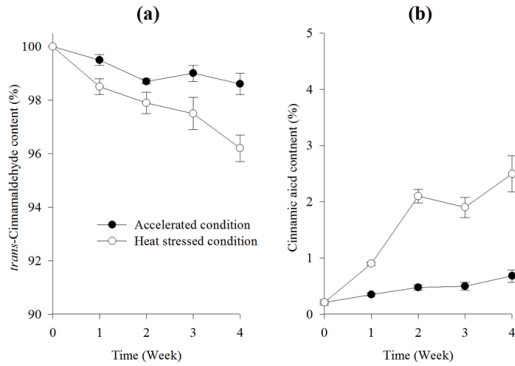 (a)
100
98
96
94
92
90
trans-Cinnamaldehyde content (%)
Accelerated condition
Heat stressed condition
0 1 2 3 4
Time (Week)
(b)
5
4
3
2
1
0
Cinnamic aicd contnent (%)
0 1 2 3 4
Time (Week)